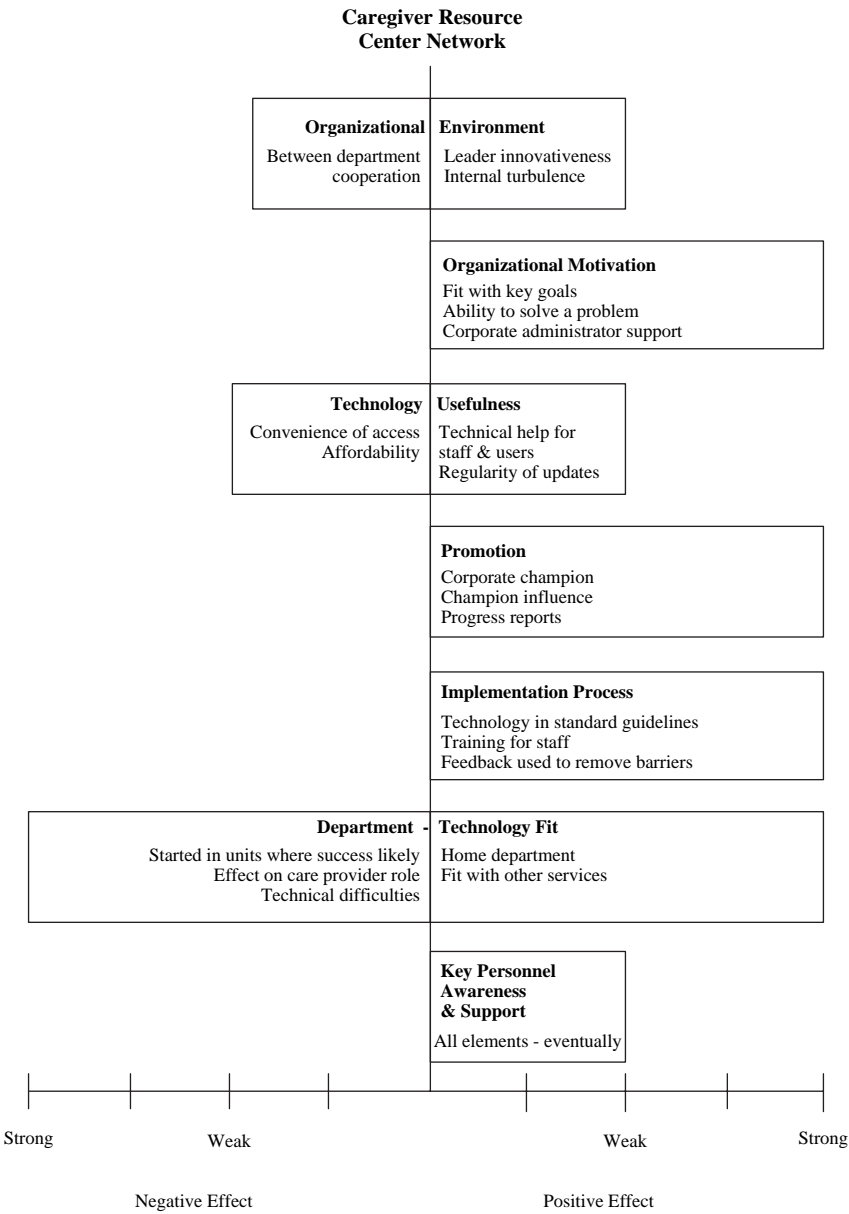 Caregiver Resource
Center Network
Organizational Environment
Between department
cooperation
Leader innovativeness
Internal turbulence
Organizational Motivation
Fit with key goals
Ability to solve a problem
Corporate administrator support
Technology Usefulness
Convenience of access
Affordability
Technical help for
staff & users
Regularity of updates
Promotion
Corporate champion
Champion influence
Progress reports
Implementation Process
Technology in standard guidelines
Training for staff
Feedback used to remove barriers
Department - Technology Fit
Started in units where success likely
Effect on care provider role
Technical difficulties
Home department
Fit with other services
Key Personnel
Awareness
& Support
All elements - eventually
Strong Weak Weak Strong
Negative Effect Positive Effect